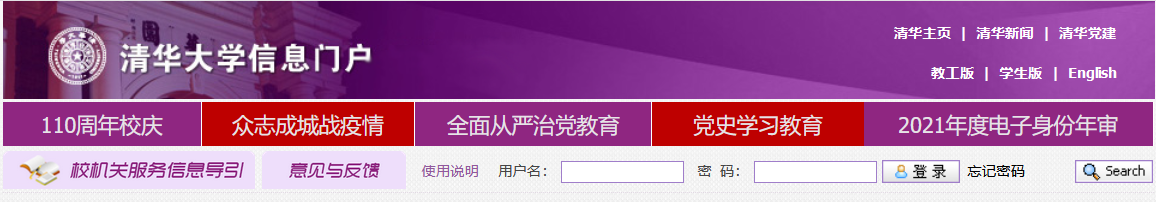 清华大学信息门户
清华主页 | 清华新闻 | 清华党建
教工版 | 学生版 | English
110周年校庆 众志成城战疫情 全面从严治党教育 党史学习教育 2021年度电子身份年审
校机关服务信息导引 意见与反馈 使用说明 用户名： 密 码： 登 录 忘记密码 Search